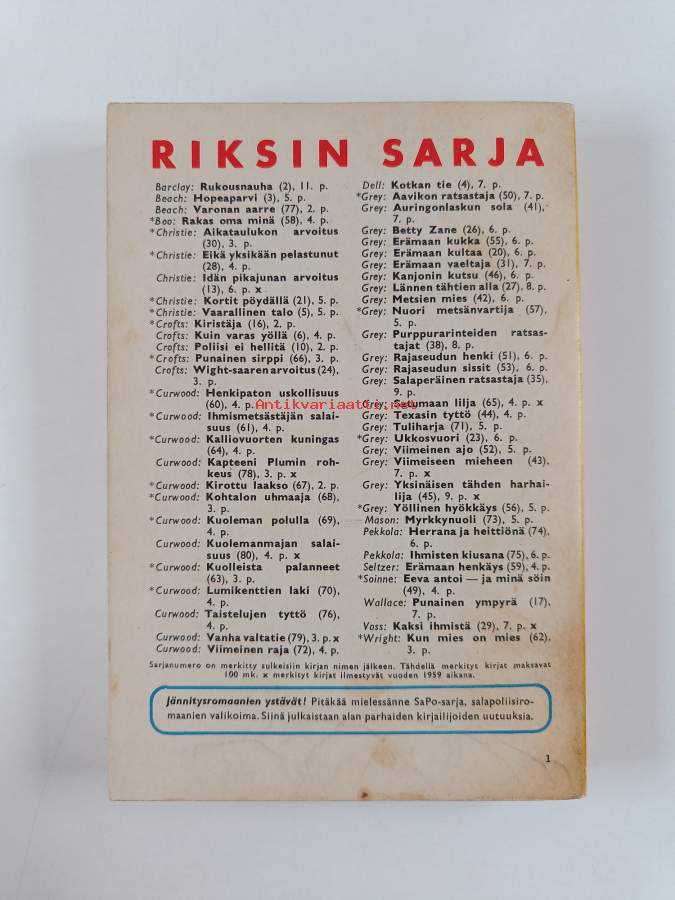 RIKSIN SARJA
Barclay: Rukousnauha (2), 11. p.
Beach: Hopeaparvi (3), 5. p.
Beach: Varonan aarre (77), 2. p.
*Boo: Rakas oma minä (58), 4. p.
*Christie: Aikataulukon arvoitus
(30), 3. p.
*Christie: Eikä yksikään pelastunut
(28), 4. p.
Christie: Idän pikajunan arvoitus
(13), 6. p. x
*Christie: Kortit pöydällä (21), 5. p.
*Christie: Vaarallinen talo (5), 5. p.
*Crofts: Kiristäja (16), 2. p.
Crofts: Kuin varas yöllä (6), 4. p.
Crofts: Poliisi ei hellitä (10), 2. p.
*Crofts: Punainen sirppi (66), 3. p.
Crofts: Wight-saaren arvoitus (24),
3. p.
*Curwood: Henkipaton uskollisuus
(60), 4. p.
*Curwood: Ihmismetsästäjän salai-
suus (61), 4. p.
*Curwood: Kalliovuorten kuningas
(64), 4. p.
Curwood: Kapteeni Plumin roh-
keus (78), 3. p. x
*Curwood: Kirottu laakso (67), 2. p.
*Curwood: Kohtalon uhmaaja (68),
3. p.
*Curwood: Kuoleman polulla (69),
4. p.
Curwood: Kuolemanmajan salai-
suus (80), 4. p. x
*Curwood: Kuolleista palanneet
(63), 3. p.
*Curwood: Lumikenttien laki (70),
4. p.
Curwood: Taistelujen tyttö (76),
4. p.
Curwood: Vanha valtatie (79), 3. p. x
Curwood: Viimeinen raja (72), 4. p.
Dell: Kotkan tie (4), 7. p.
*Grey: Aavikon ratsastaja (50), 7. p.
Grey: Auringonlaskun sola (41),
7. p.
Grey: Betty Zane (26), 6. p.
Grey: Erämaan kukka (55), 6. p.
Grey: Erämaan kultaa (20), 6. p.
Grey: Erämaan vaeltaja (31), 7. p.
Grey: Kanjonin kutsu (46), 6. p.
Grey: Lännen tähtien alla (27), 8. p.
Grey: Metsien mies (42), 6. p.
*Grey: Nuori metsänvartija (57),
5. p.
Grey: Purppurarinteiden ratsas-
tajat (38), 8. p.
Grey: Rajaseudun henki (51), 6. p.
Grey: Rajaseudun sissit (53), 6. p.
Grey: Salaperäinen ratsastaja (35),
9. p.
Grey: Satumaan lilja (65), 4. p. x
Grey: Texasin tyttö (44), 4. p.
Grey: Tuliharja (71), 5. p.
*Grey: Ukkosvuori (23), 6. p.
Grey: Viimeinen ajo (52), 5. p.
Grey: Viimeiseen mieheen (43),
7. p. x
Grey: Yksinäisen tähden harhai-
lija (45), 9. p. x
*Grey: Yöllinen hyökkäys (56), 5. p.
Mason: Myrkkynuoli (73), 5. p.
Pekkola: Herrana ja heittiönä (74),
6. p.
Pekkola: Ihmisten kiusana (75), 6. p.
Seltzer: Erämaan henkäys (59), 4. p.
*Soinne: Eeva antoi — ja minä söin
(49), 4. p.
Wallace: Punainen ympyrä (17),
7. p.
Voss: Kaksi ihmistä (29), 7. p. x
*Wright: Kun mies on mies (62),
3. p.
Antikvariaatti.net
Sarjanumero on merkitty sulkeisiin kirjan nimen jälkeen. Tähdellä merkityt kirjat maksavat
100 mk. x merkityt kirjat ilmestyvät vuoden 1959 aikana.
Jännitysromaanien ystävät! Pitäkää mielessänne SaPo-sarja, salapoliisiro-
maanien valikoima. Siinä julkaistaan alan parhaiden kirjailijoiden uutuuksia.
1